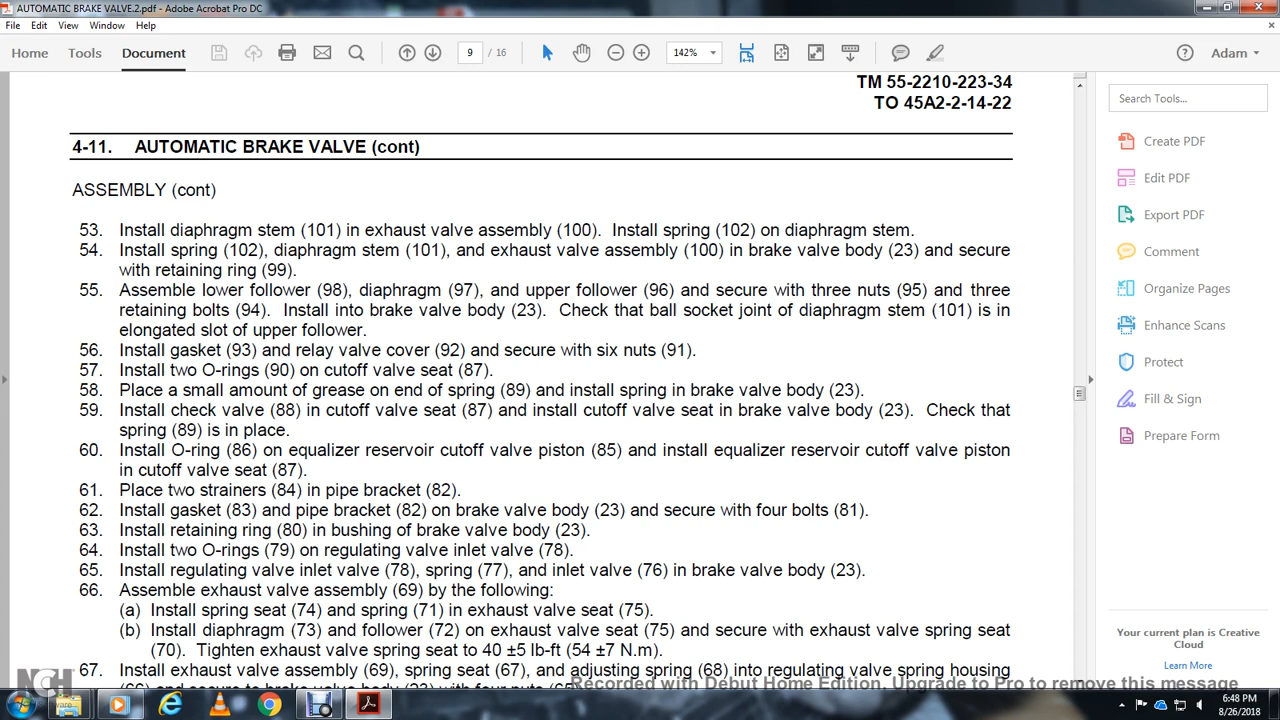 AUTOMATIC BRAKE VALVE.2.pdf - Adobe Acrobat Pro DC
File Edit View Window Help
Home Tools Document 9 / 16 142% Adam
TM 55-2210-223-34
TO 45A2-2-14-22
4-11. AUTOMATIC BRAKE VALVE (cont)
ASSEMBLY (cont)
53. Install diaphragm stem (101) in exhaust valve assembly (100). Install spring (102) on diaphragm stem.
54. Install spring (102), diaphragm stem (101), and exhaust valve assembly (100) in brake valve body (23) and secure
with retaining ring (99).
55. Assemble lower follower (98), diaphragm (97), and upper follower (96) and secure with three nuts (95) and three
retaining bolts (94). Install into brake valve body (23). Check that ball socket joint of diaphragm stem (101) is in
elongated slot of upper follower.
56. Install gasket (93) and relay valve cover (92) and secure with six nuts (91).
57. Install two O-rings (90) on cutoff valve seat (87).
58. Place a small amount of grease on end of spring (89) and install spring in brake valve body (23).
59. Install check valve (88) in cutoff valve seat (87) and install cutoff valve seat in brake valve body (23). Check that
spring (89) is in place.
60. Install O-ring (86) on equalizer reservoir cutoff valve piston (85) and install equalizer reservoir cutoff valve piston
in cutoff valve seat (87).
61. Place two strainers (84) in pipe bracket (82).
62. Install gasket (83) and pipe bracket (82) on brake valve body (23) and secure with four bolts (81).
63. Install retaining ring (80) in bushing of brake valve body (23).
64. Install two O-rings (79) on regulating valve inlet valve (78).
65. Install regulating valve inlet valve (78), spring (77), and inlet valve (76) in brake valve body (23).
66. Assemble exhaust valve assembly (69) by the following:
(a) Install spring seat (74) and spring (71) in exhaust valve seat (75).
(b) Install diaphragm (73) and follower (72) on exhaust valve seat (75) and secure with exhaust valve spring seat
(70). Tighten exhaust valve spring seat to 40 ±5 lb-ft (54 ±7 N.m).
67. Install exhaust valve assembly (69), spring seat (67), and adjusting spring (68) into regulating valve spring housing
Search Tools...
Create PDF
Edit PDF
Export PDF
Comment
Organize Pages
Enhance Scans
Protect
Fill & Sign
Prepare Form
Your current plan is Creative
Cloud
Learn More
NCH
Recorded with Debut Home Edition. Upgrade to Pro to remove this message
6:48 PM
8/26/2018